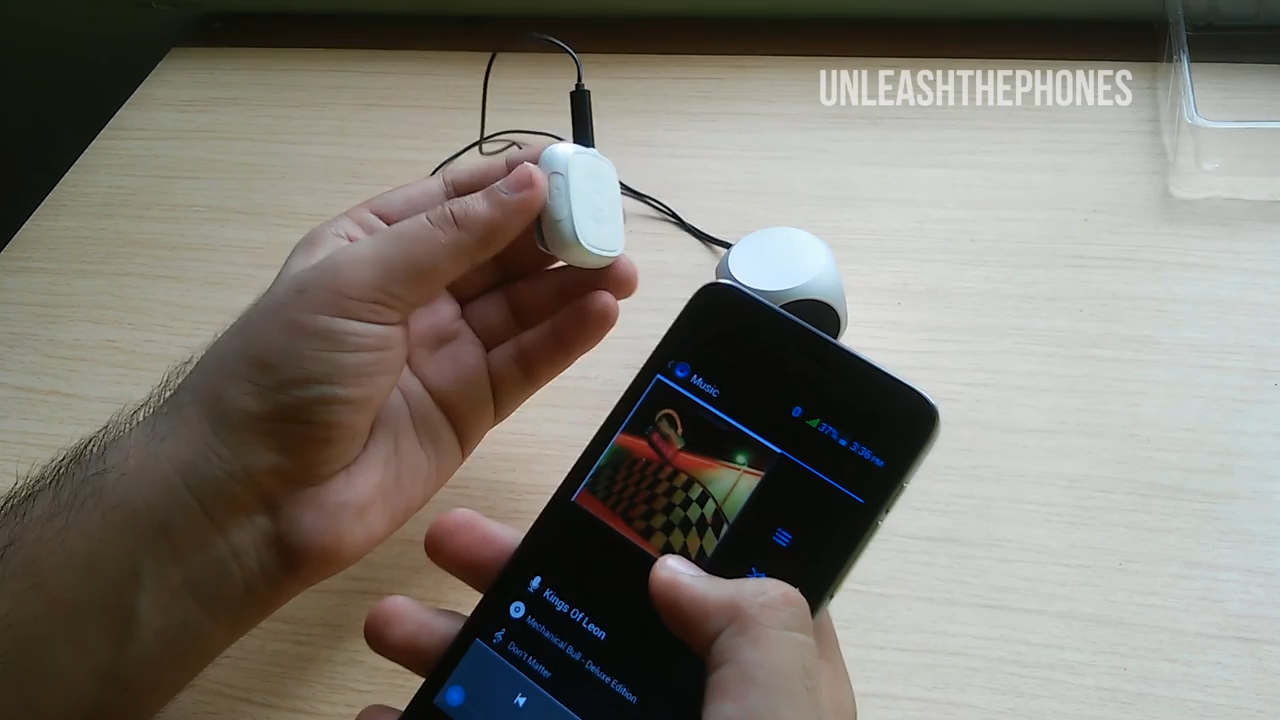 UNLEASHTHEPHONES
Music
37% 3:36 PM
Kings Of Leon
Mechanical Bull - Deluxe Edition
Don't Matter